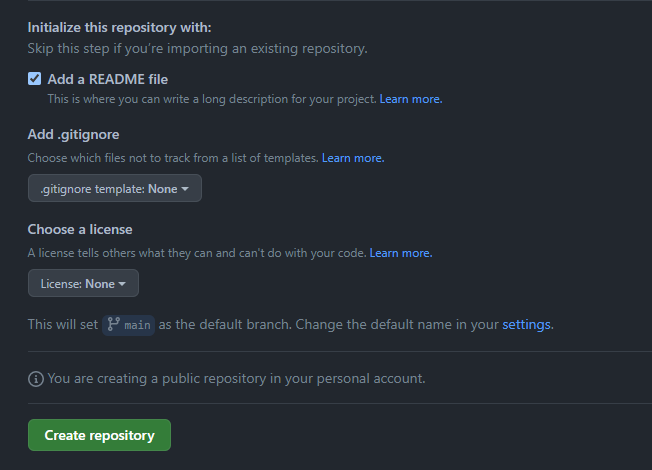 Initialize this repository with:
Skip this step if you're importing an existing repository.
Add a README file
This is where you can write a long description for your project. Learn more.
Add .gitignore
Choose which files not to track from a list of templates. Learn more.
.gitignore template: None
Choose a license
A license tells others what they can and can't do with your code. Learn more.
License: None
This will set main as the default branch. Change the default name in your settings.
You are creating a public repository in your personal account.
Create repository